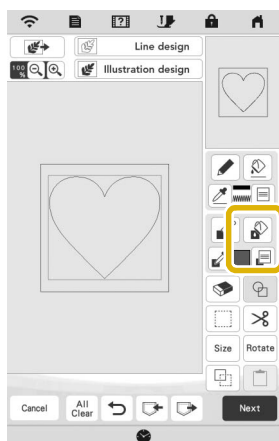 Line design
100 %
Illustration design
Size
Rotate
Cancel
All
Clear
Next